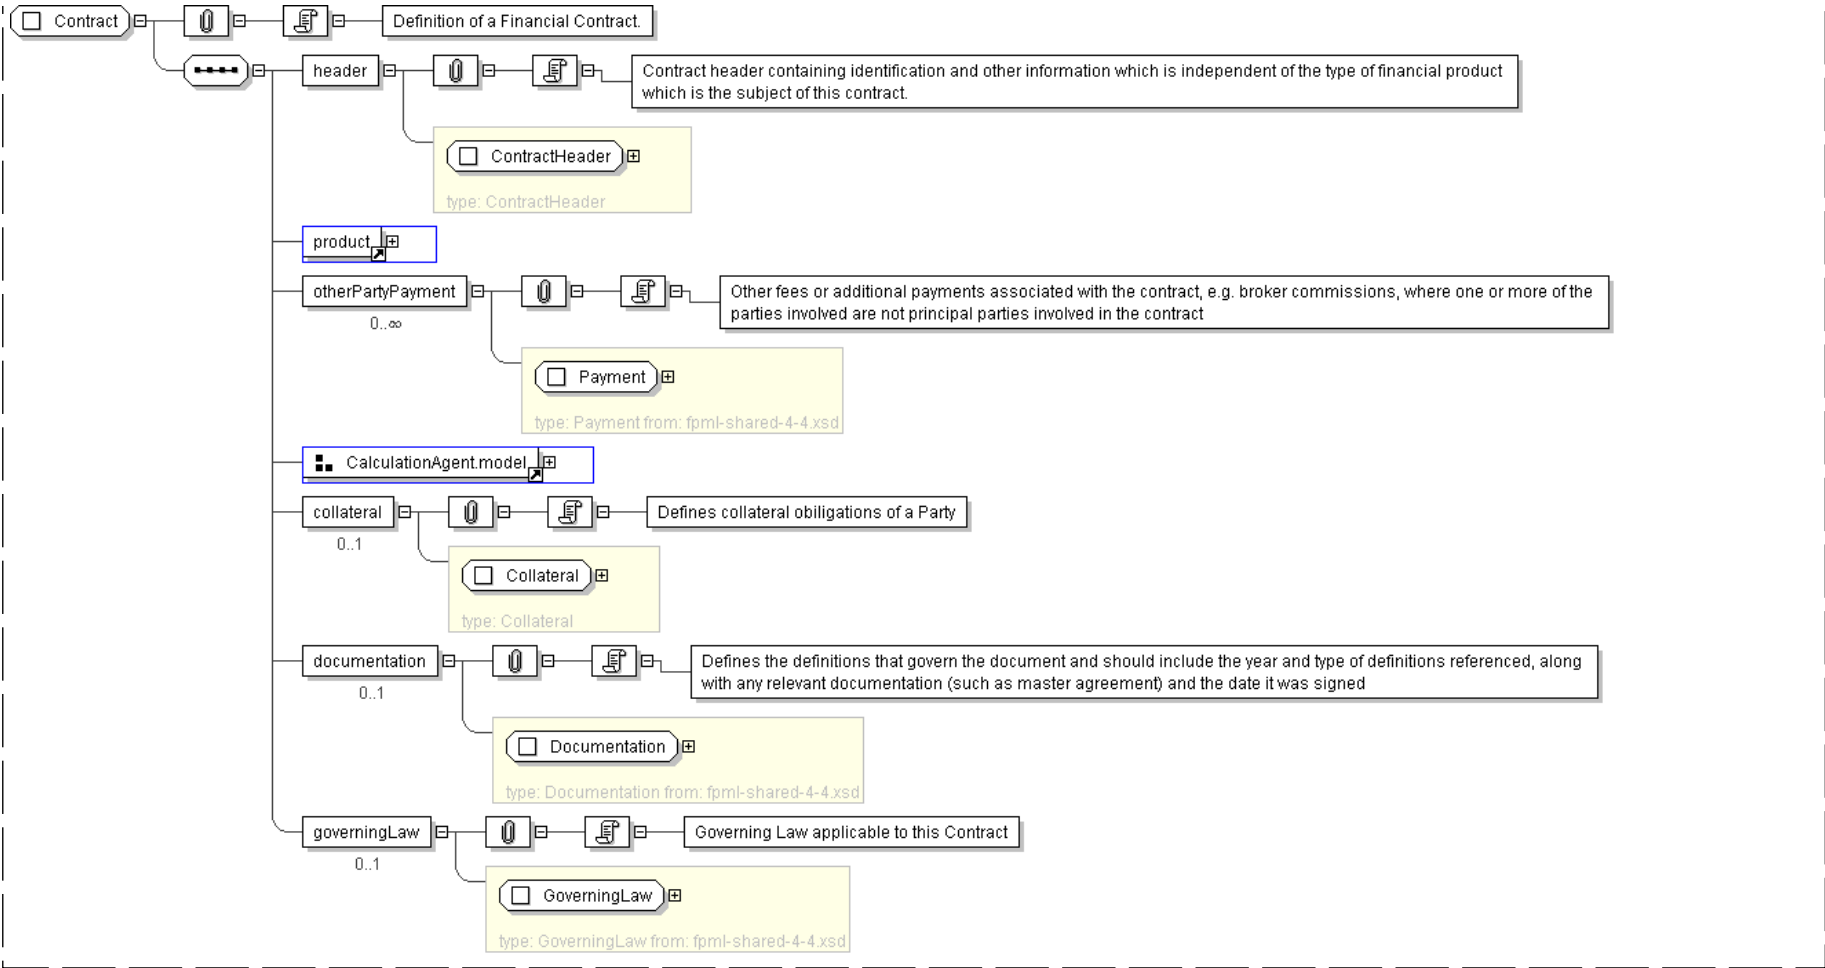 Contract
Definition of a Financial Contract.
header
Contract header containing identification and other information which is independent of the type of financial product
which is the subject of this contract.
ContractHeader
type: ContractHeader
product
otherPartyPayment
0..∞
Other fees or additional payments associated with the contract, e.g. broker commissions, where one or more of the
parties involved are not principal parties involved in the contract
Payment
type: Payment from: fpml-shared-4-4.xsd
CalculationAgent.model
collateral
0..1
Defines collateral obiligations of a Party
Collateral
type: Collateral
documentation
0..1
Defines the definitions that govern the document and should include the year and type of definitions referenced, along
with any relevant documentation (such as master agreement) and the date it was signed
Documentation
type: Documentation from: fpml-shared-4-4.xsd
governingLaw
0..1
Governing Law applicable to this Contract
GoverningLaw
type: GoverningLaw from: fpml-shared-4-4.xsd